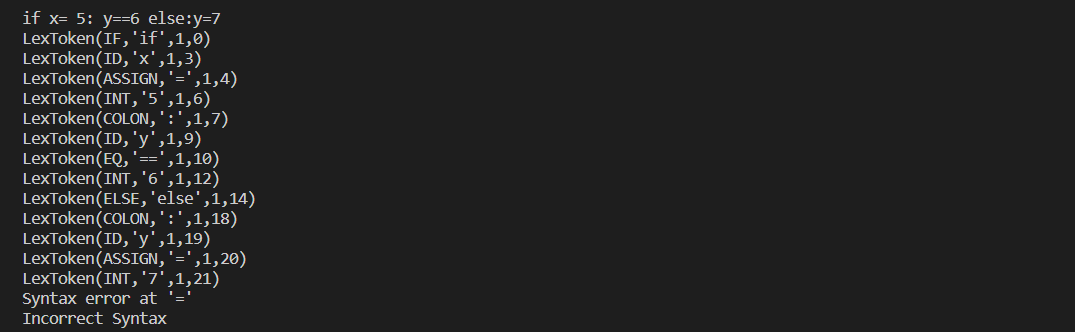 if x= 5: y==6 else:y=7
LexToken(IF,'if',1,0)
LexToken(ID,'x',1,3)
LexToken(ASSIGN,'=',1,4)
LexToken(INT,'5',1,6)
LexToken(COLON,':',1,7)
LexToken(ID,'y',1,9)
LexToken(EQ,'==',1,10)
LexToken(INT,'6',1,12)
LexToken(ELSE,'else',1,14)
LexToken(COLON,':',1,18)
LexToken(ID,'y',1,19)
LexToken(ASSIGN,'=',1,20)
LexToken(INT,'7',1,21)
Syntax error at '='
Incorrect Syntax